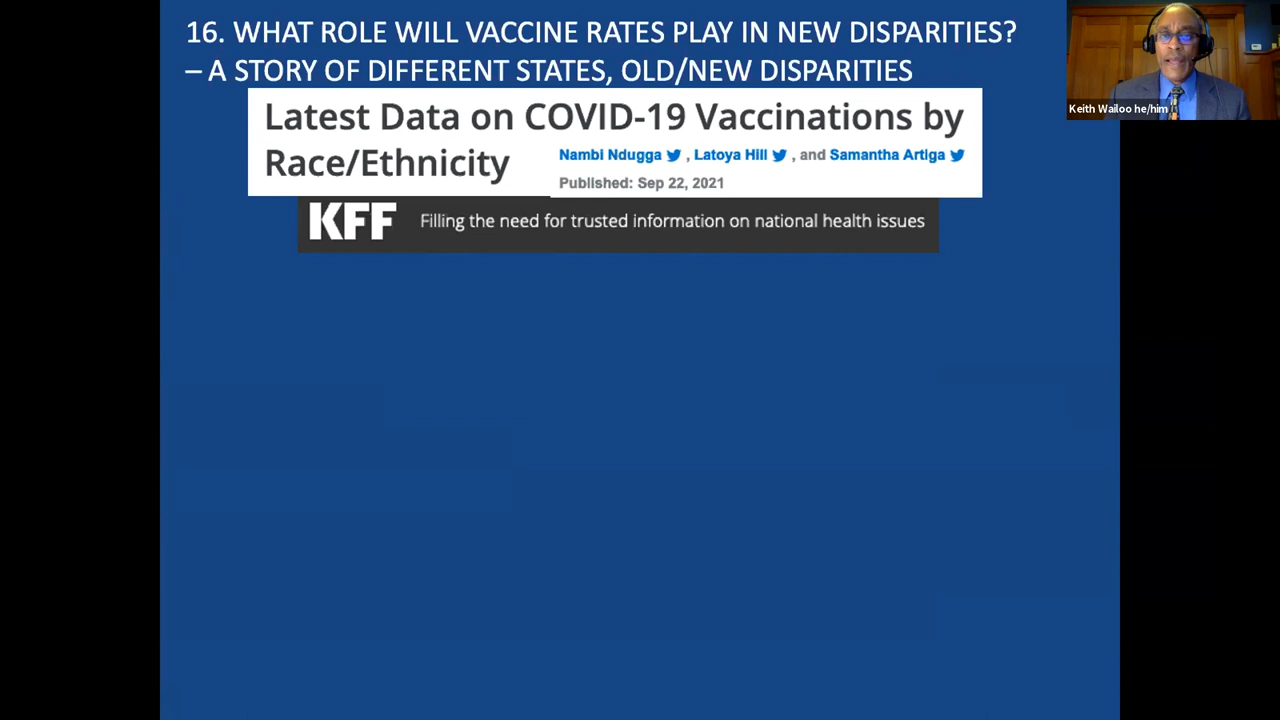 16. WHAT ROLE WILL VACCINE RATES PLAY IN NEW DISPARITIES?
– A STORY OF DIFFERENT STATES, OLD/NEW DISPARITIES
Latest Data on COVID-19 Vaccinations by
Race/Ethnicity
Nambi Ndugga , Latoya Hill , and Samantha Artiga
Published: Sep 22, 2021
KFF Filling the need for trusted information on national health issues
Keith Wailoo he/him